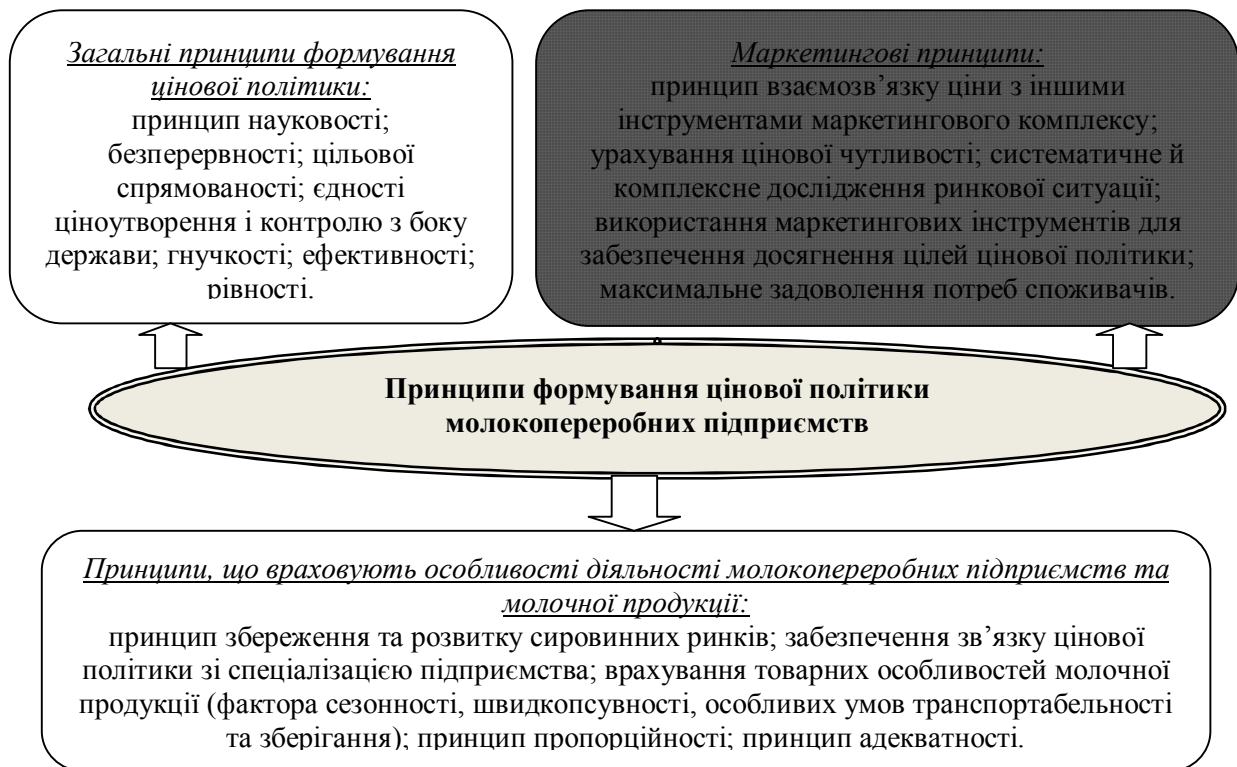 Загальні принципи формування
цінової політики:
принцип науковості;
безперервності; цільової
спрямованості; єдності
ціноутворення і контролю з боку
держави; гнучкості; ефективності;
рівності.
Маркетингові принципи:
принцип взаємозв’язку ціни з іншими
інструментами маркетингового комплексу;
урахування цінової чутливості; систематичне й
комплексне дослідження ринкової ситуації;
використання маркетингових інструментів для
забезпечення досягнення цілей цінової політики;
максимальне задоволення потреб споживачів.
Принципи формування цінової політики
молокопереробних підприємств
Принципи, що враховують особливості діяльності молокопереробних підприємств та
молочної продукції:
принцип збереження та розвитку сировинних ринків; забезпечення зв’язку цінової
політики зі спеціалізацією підприємства; врахування товарних особливостей молочної
продукції (фактора сезонності, швидкопсувності, особливих умов транспортабельності
та зберігання); принцип пропорційності; принцип адекватності.